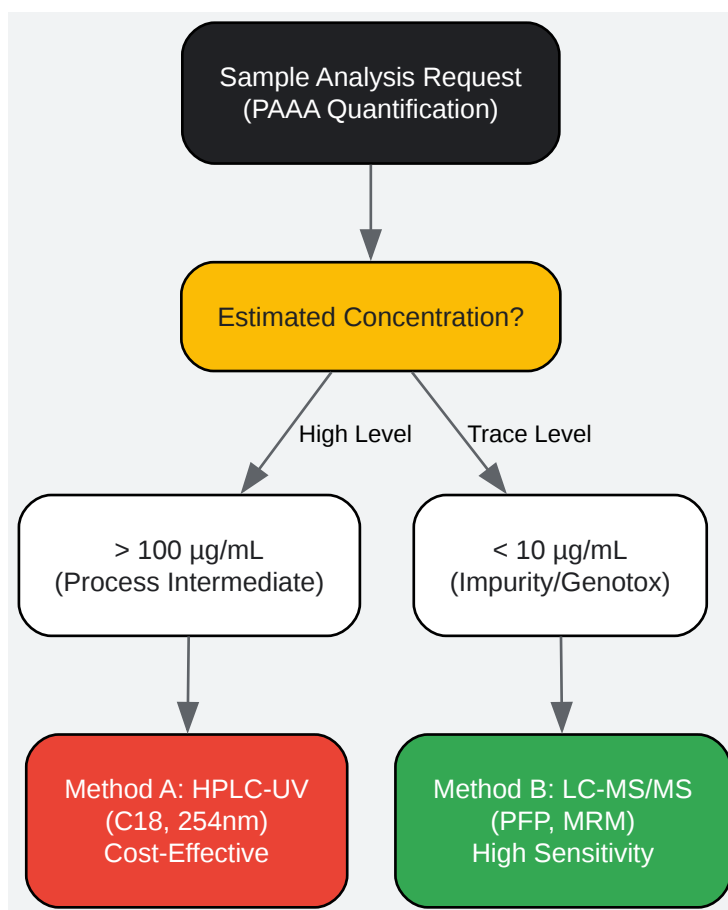 Sample Analysis Request
(PAAA Quantification)
Estimated Concentration?
High Level
Trace Level
> 100 µg/mL
(Process Intermediate)
< 10 µg/mL
(Impurity/Genotox)
Method A: HPLC-UV
(C18, 254nm)
Cost-Effective
Method B: LC-MS/MS
(PFP, MRM)
High Sensitivity